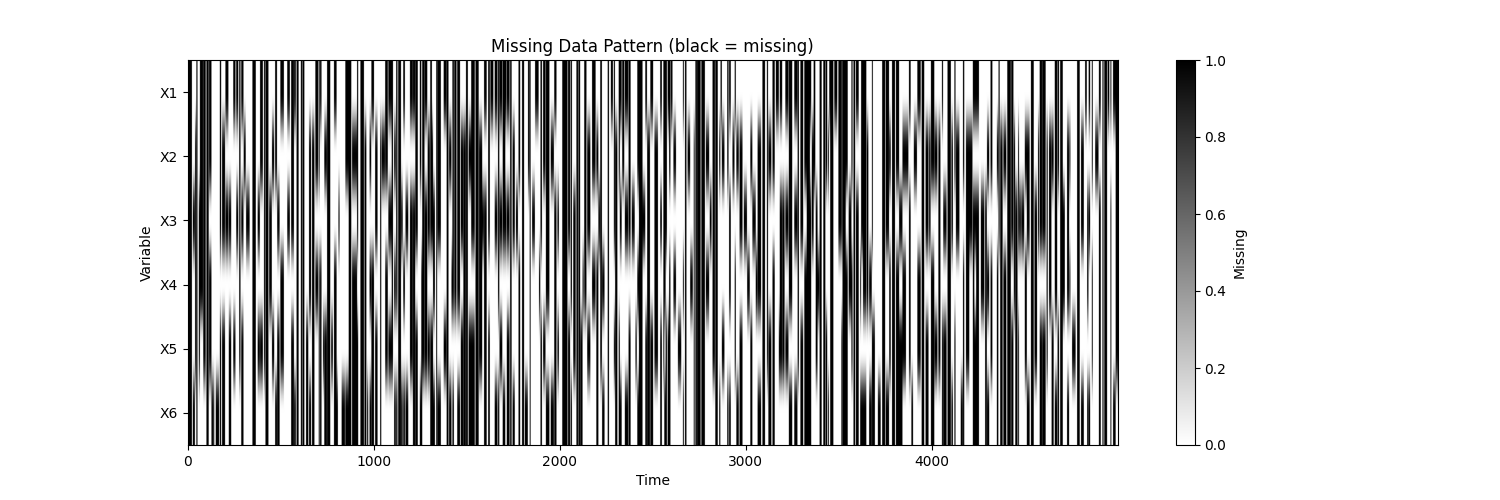 Missing Data Pattern (black = missing)
X1
X2
X3
X4
X5
X6
Variable
0 1000 2000 3000 4000
Time
1.0
0.8
0.6
0.4
0.2
0.0
Missing